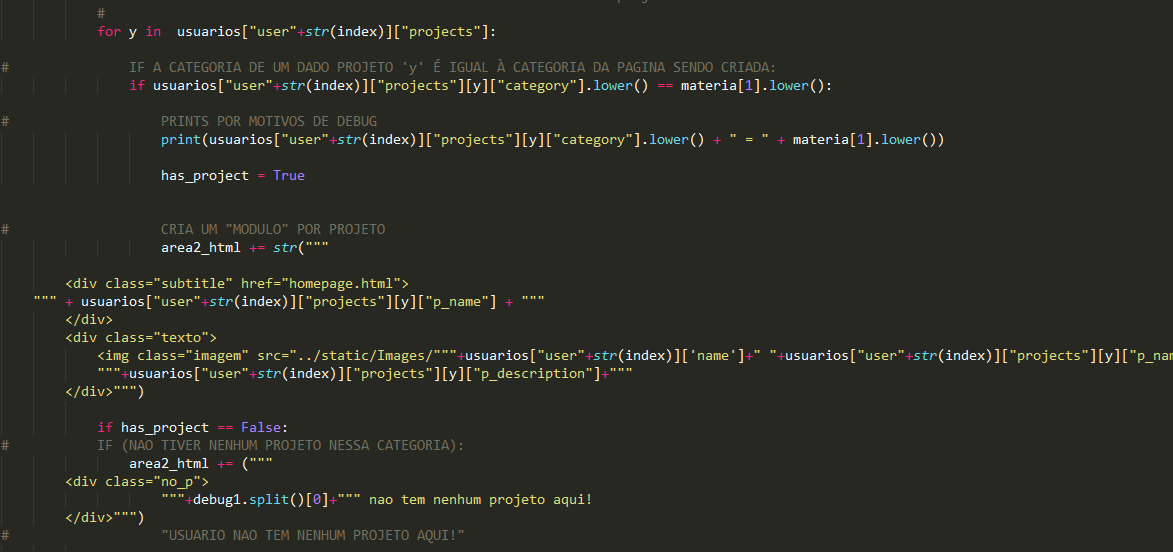 #
for y in  usuarios["user"+str(index)]["projects"]:
# IF A CATEGORIA DE UM DADO PROJETO 'y' É IGUAL À CATEGORIA DA PAGINA SENDO CRIADA:
if usuarios["user"+str(index)]["projects"][y]["category"].lower() == materia[1].lower():
# PRINTS POR MOTIVOS DE DEBUG
print(usuarios["user"+str(index)]["projects"][y]["category"].lower() + " = " + materia[1].lower())
has_project = True
# CRIA UM "MODULO" POR PROJETO
area2_html += str("""
<div class="subtitle" href="homepage.html">
""" + usuarios["user"+str(index)]["projects"][y]["p_name"] + """
</div>
<div class="texto">
<img class="imagem" src="../static/Images/"""+usuarios["user"+str(index)]['name']+" "+usuarios["user"+str(index)]["projects"][y]["p_na
"""+usuarios["user"+str(index)]["projects"][y]["p_description"]+"""
</div>""")
if has_project == False:
# IF (NAO TIVER NENHUM PROJETO NESSA CATEGORIA):
area2_html += ("""
<div class="no_p">
"""+debug1.split()[0]+""" nao tem nenhum projeto aqui!
</div>""")
# "USUARIO NAO TEM NENHUM PROJETO AQUI!"